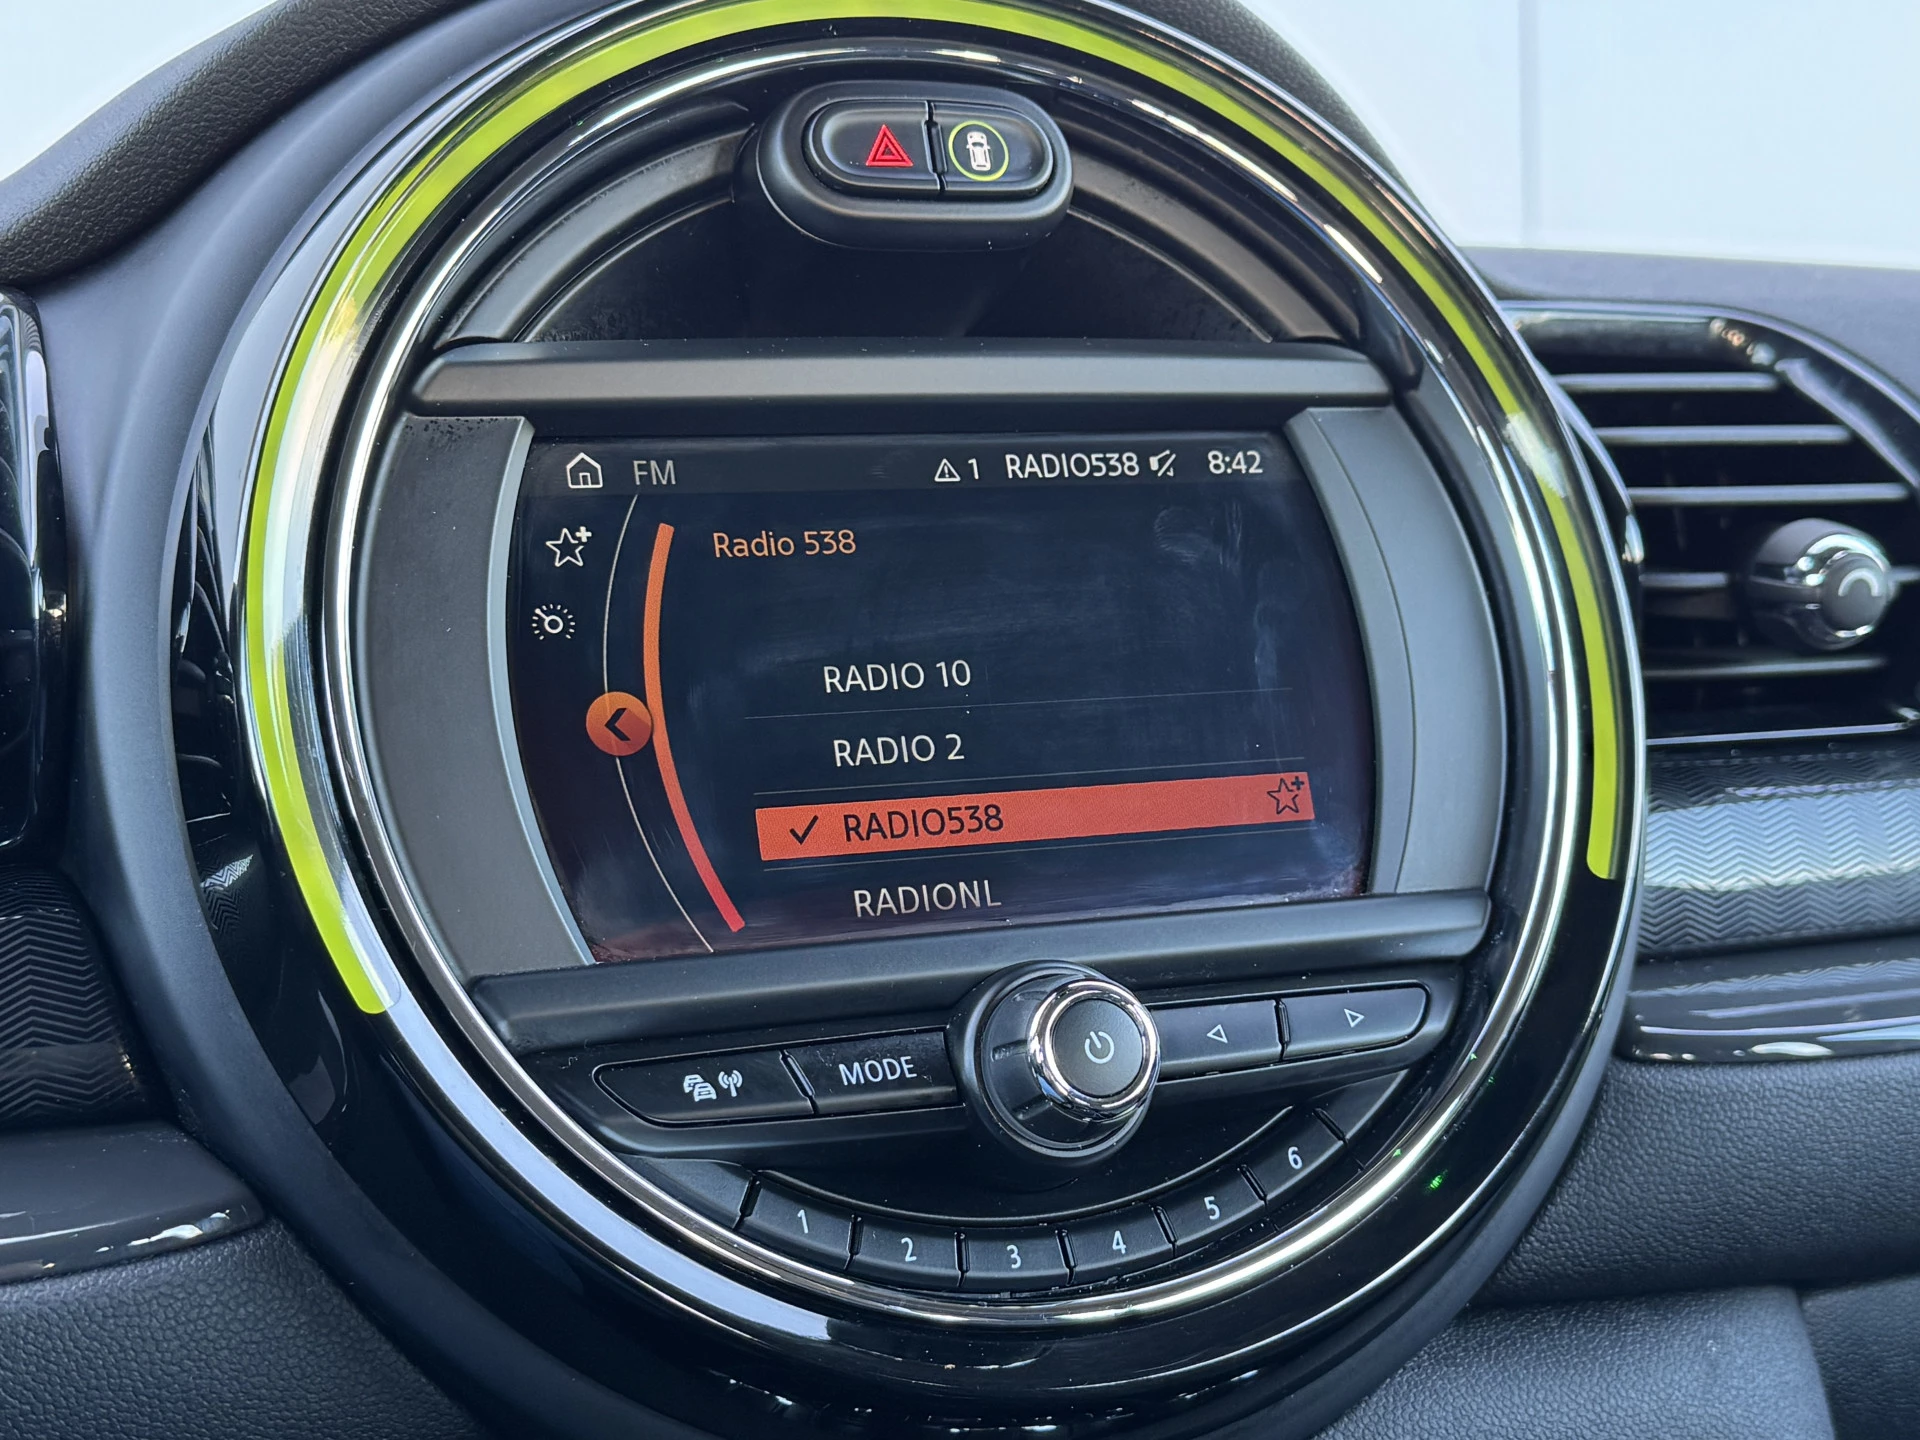 FM 1 RADIO538 8:42
Radio 538
RADIO 10
RADIO 2
RADIO538
RADIONL
MODE
1 2 3 4 5 6